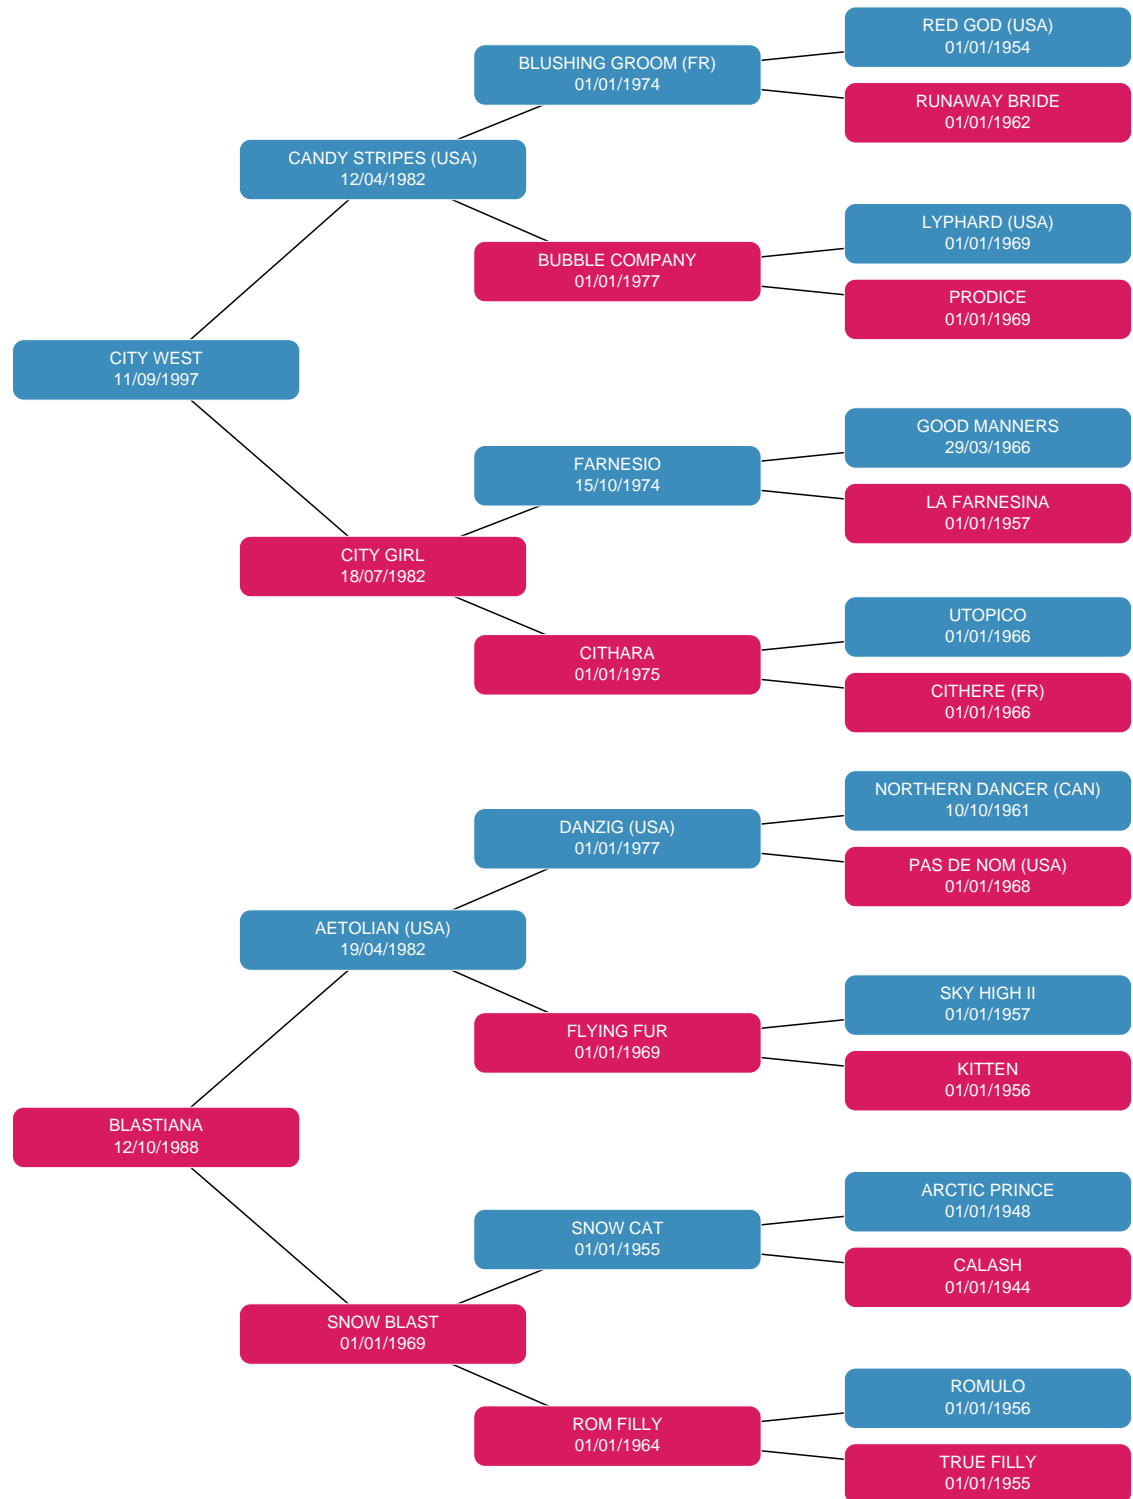 RED GOD (USA)
01/01/1954
BLUSHING GROOM (FR)
01/01/1974
RUNAWAY BRIDE
01/01/1962
CANDY STRIPES (USA)
12/04/1982
LYPHARD (USA)
01/01/1969
BUBBLE COMPANY
01/01/1977
PRODICE
01/01/1969
CITY WEST
11/09/1997
GOOD MANNERS
29/03/1966
FARNESIO
15/10/1974
LA FARNESINA
01/01/1957
CITY GIRL
18/07/1982
UTOPICO
01/01/1966
CITHARA
01/01/1975
CITHERE (FR)
01/01/1966
NORTHERN DANCER (CAN)
10/10/1961
DANZIG (USA)
01/01/1977
PAS DE NOM (USA)
01/01/1968
AETOLIAN (USA)
19/04/1982
SKY HIGH II
01/01/1957
FLYING FUR
01/01/1969
KITTEN
01/01/1956
BLASTIANA
12/10/1988
ARCTIC PRINCE
01/01/1948
SNOW CAT
01/01/1955
CALASH
01/01/1944
SNOW BLAST
01/01/1969
ROMULO
01/01/1956
ROM FILLY
01/01/1964
TRUE FILLY
01/01/1955